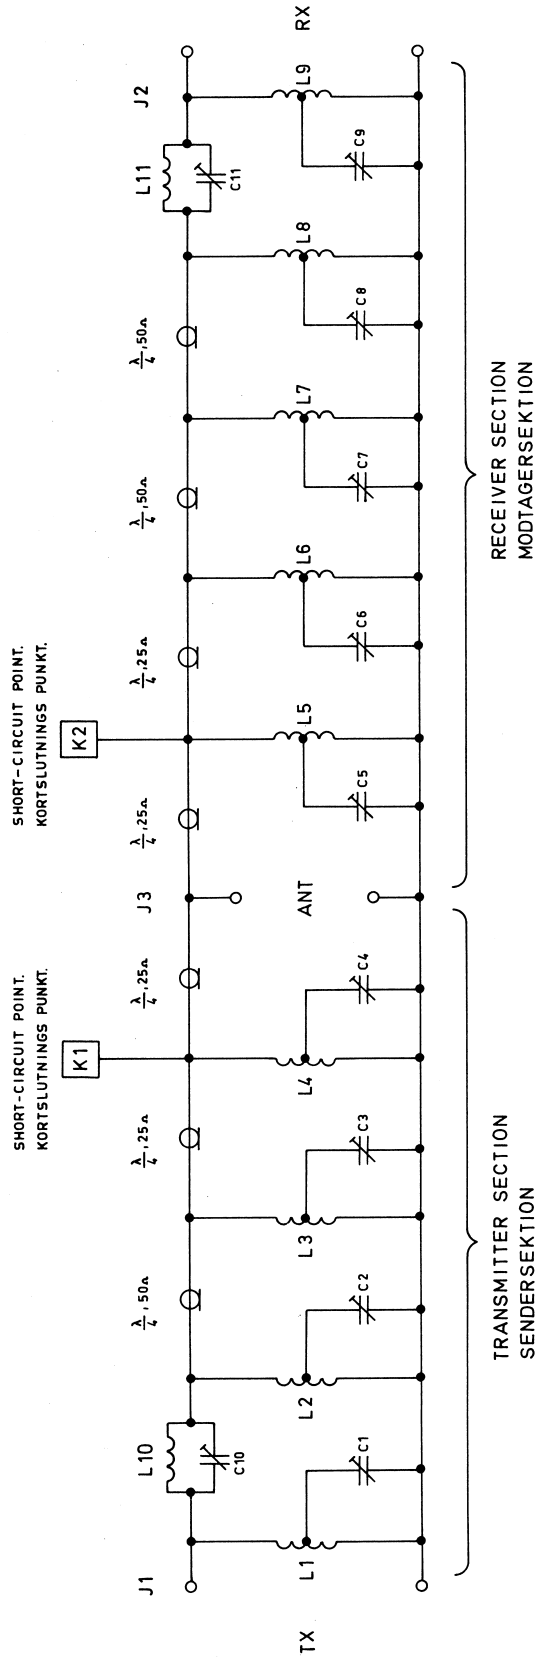 SHORT-CIRCUIT POINT.
KORTSLUTNINGS PUNKT.
SHORT-CIRCUIT POINT.
KORTSLUTNINGS PUNKT.
K1
K2
J1
L10
λ/4, 50Ω
λ/4, 25Ω
λ/4, 25Ω
J3
λ/4, 25Ω
λ/4, 25Ω
λ/4, 50Ω
λ/4, 50Ω
L11
J2
C10
C11
TX
L1
L2
L3
L4
ANT
L5
L6
L7
L8
L9
RX
C1
C2
C3
C4
C5
C6
C7
C8
C9
TRANSMITTER SECTION
SENDERSEKTION
RECEIVER SECTION
MODTAGERSEKTION